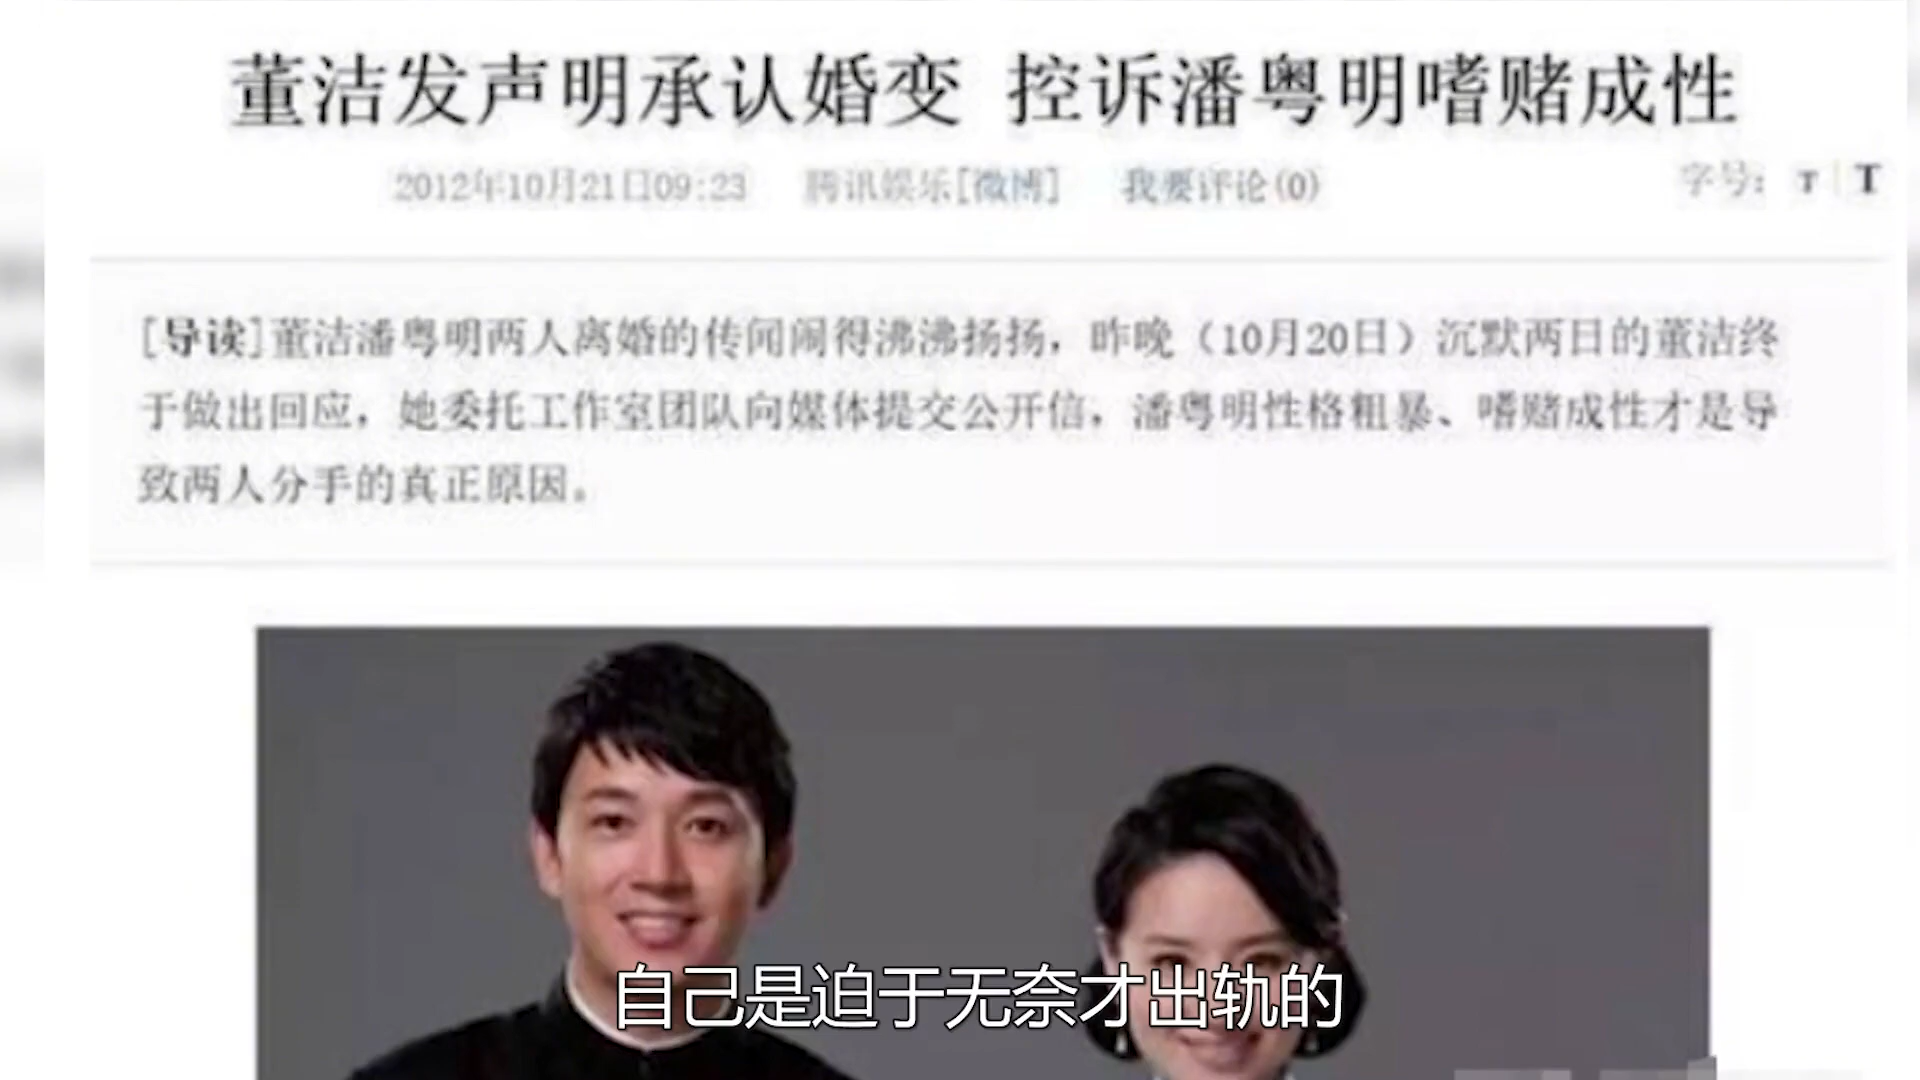 董洁发声明承认婚变 控诉潘粤明嗜赌成性
2012年10月21日09:23 腾讯娱乐[微博] 我要评论(0) 字号: T | T
[导读]董洁潘粤明两人离婚的传闻闹得沸沸扬扬，昨晚（10月20日）沉默两日的董洁终
于做出回应，她委托工作室团队向媒体提交公开信，潘粤明性格粗暴、嗜赌成性才是导
致两人分手的真正原因。
自己是迫于无奈才出轨的